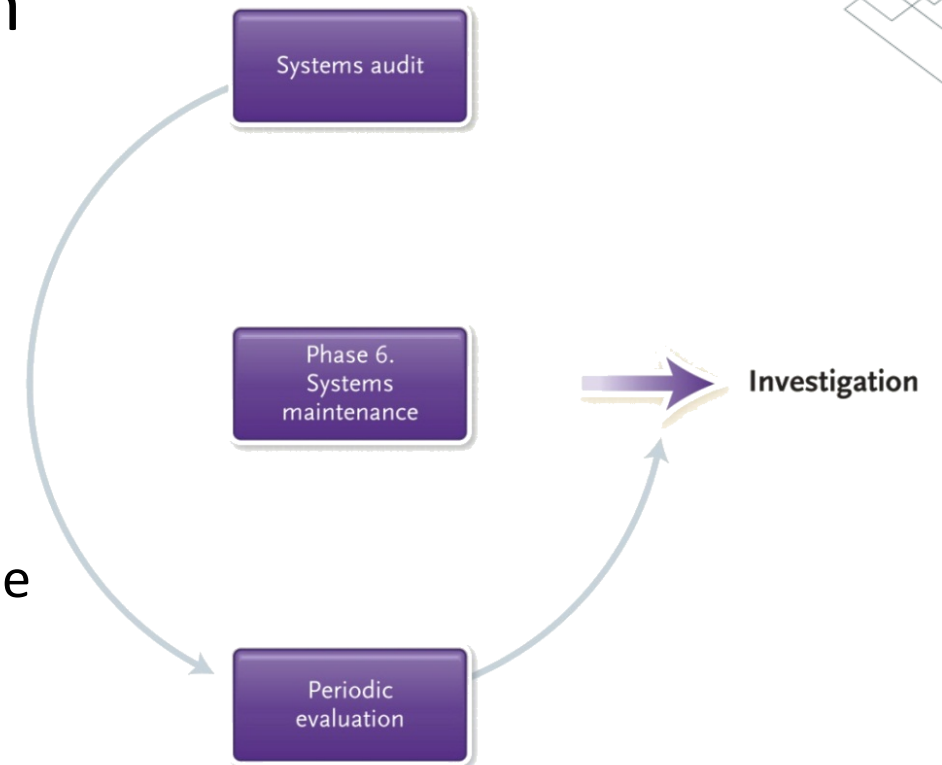 n
Systems audit
Phase 6.
Systems
maintenance
Investigation
e
Periodic
evaluation